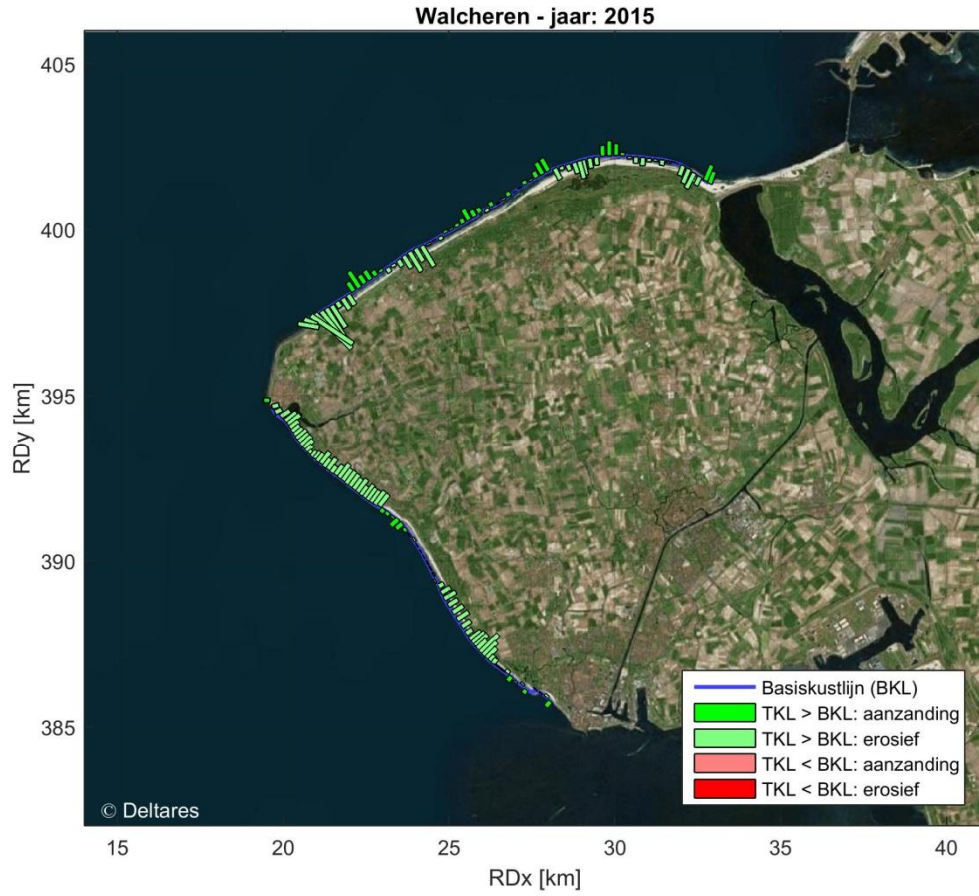 Walcheren - jaar: 2015
405
400
395
390
385
RDy [km]
Basiskustlijn (BKL)
TKL > BKL: aanzanding
TKL > BKL: erosief
TKL < BKL: aanzanding
TKL < BKL: erosief
© Deltares
15 20 25 30 35 40
RDx [km]